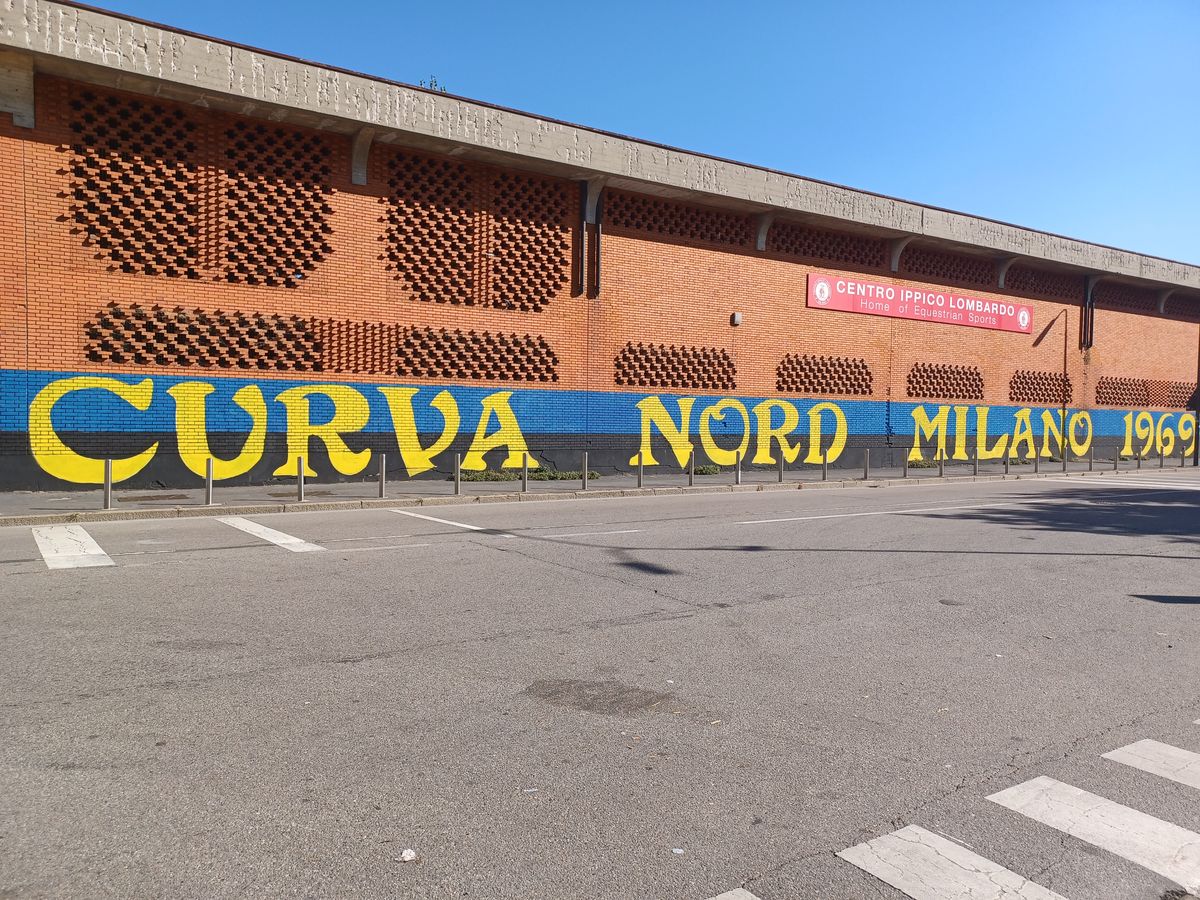 CENTRO IPPICO LOMBARDO
Home of Equestrian Sports
CURVA NORD MILANO 1969